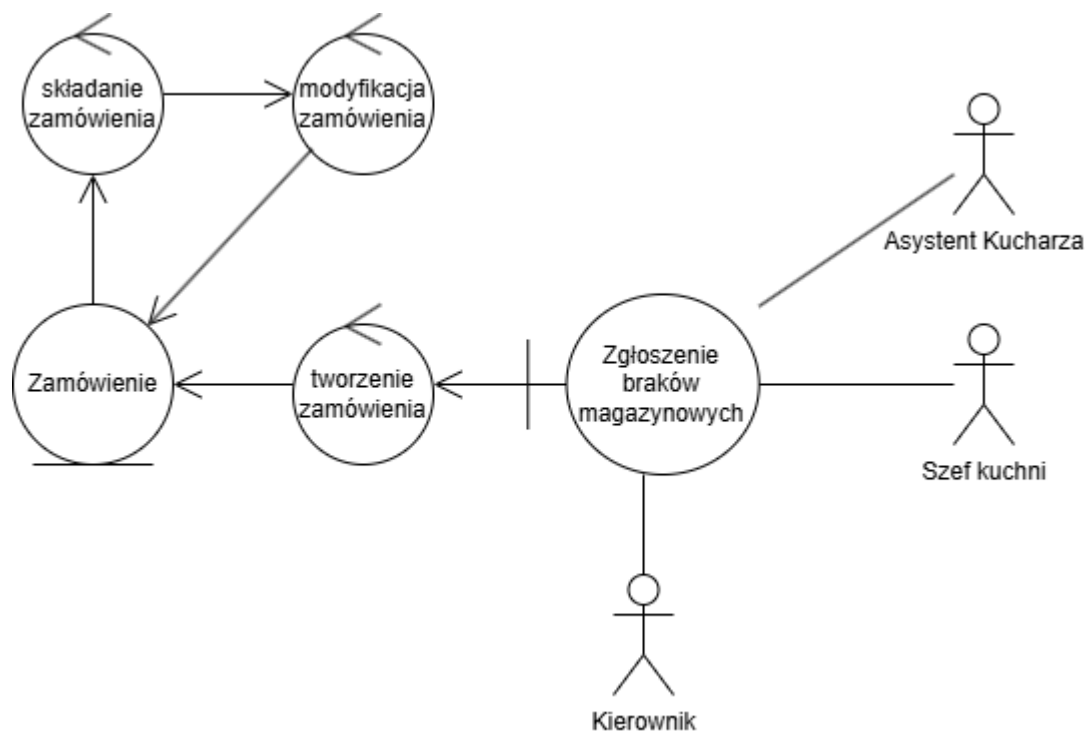 składanie
zamówienia
modyfikacja
zamówienia
Asystent Kucharza
Zamówienie
tworzenie
zamówienia
Zgłoszenie
braków
magazynowych
Szef kuchni
Kierownik